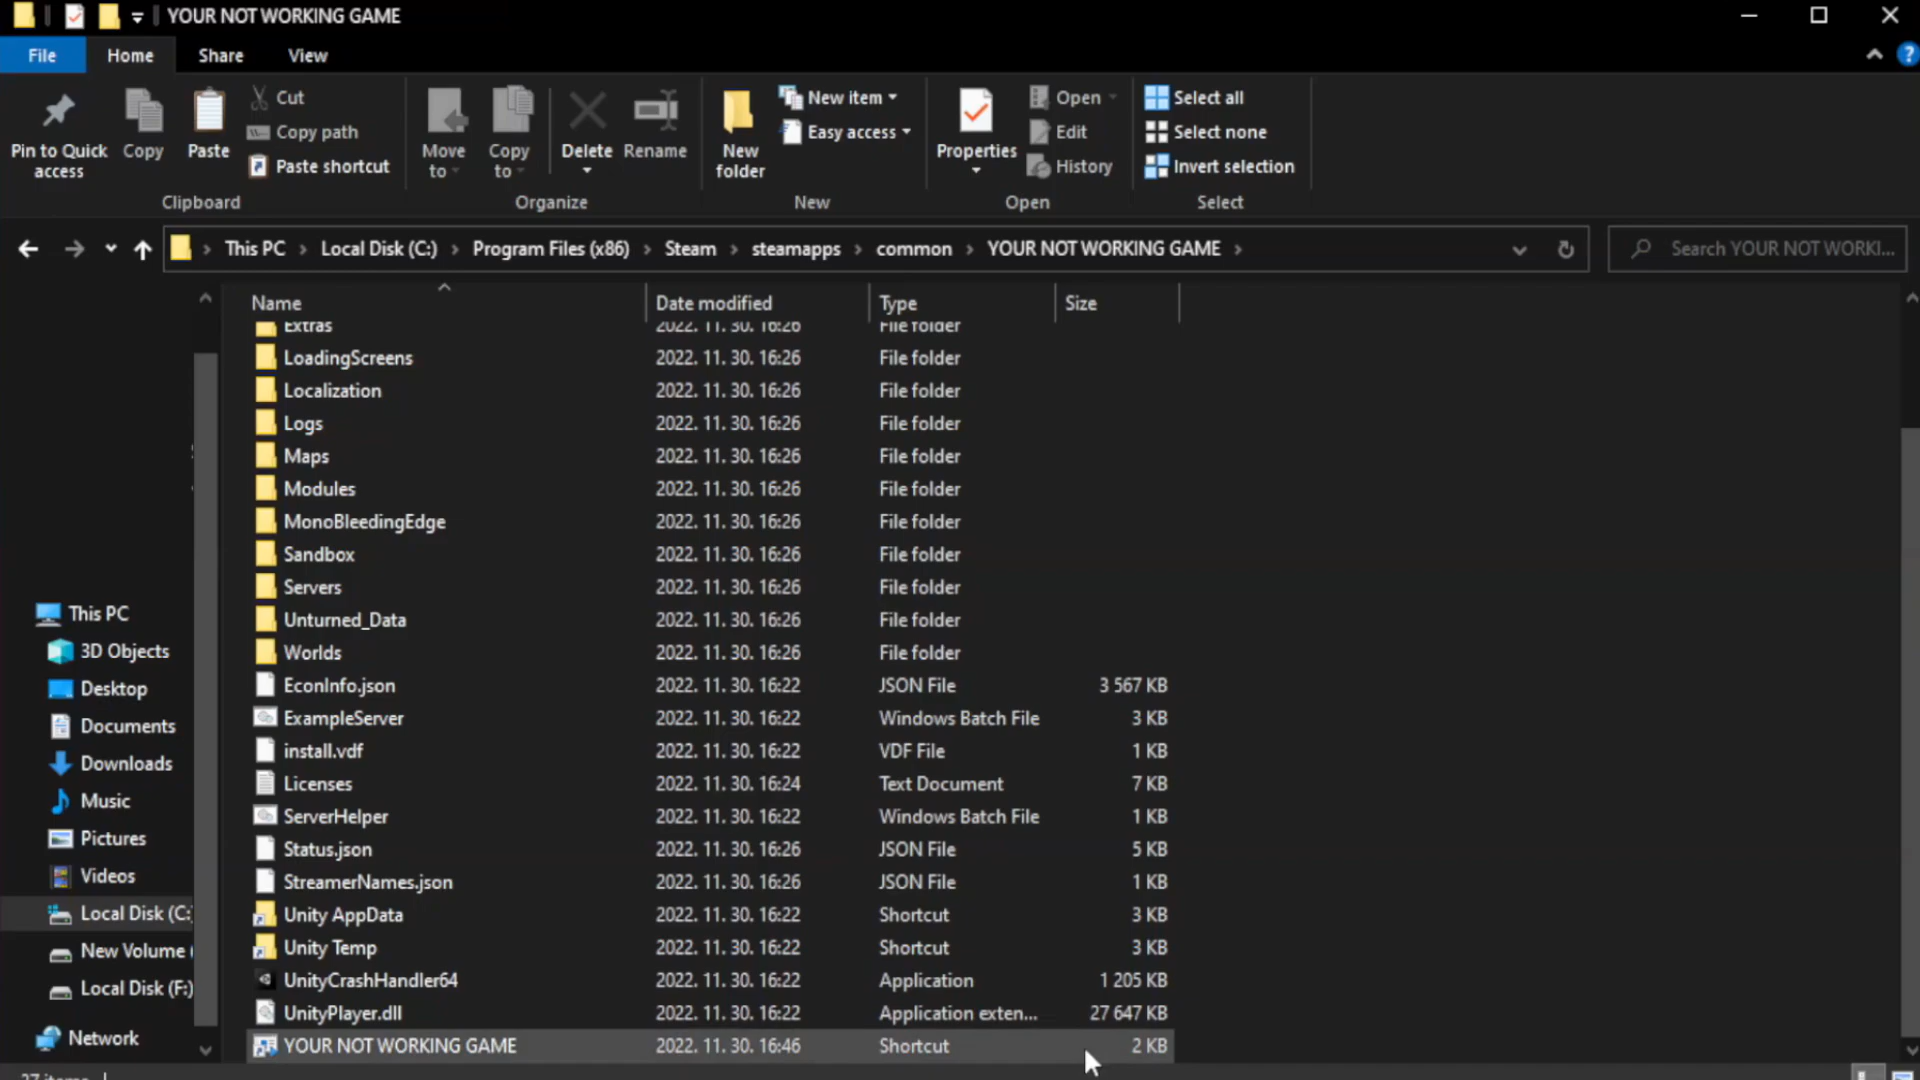 YOUR NOT WORKING GAME
File Home Share View
Pin to Quick access
Copy
Paste
Cut
Copy path
Paste shortcut
Clipboard
Move to
Copy to
Delete
Rename
Organize
New folder
New item
Easy access
New
Properties
Open
Edit
History
Open
Select all
Select none
Invert selection
Select
This PC Local Disk (C:) Program Files (x86) Steam steamapps common YOUR NOT WORKING GAME
Search YOUR NOT WORKI...
This PC
3D Objects
Desktop
Documents
Downloads
Music
Pictures
Videos
Local Disk (C:)
New Volume (
Local Disk (F:)
Network
Name Date modified Type Size
Extras 2022. 11. 30. 16:26 File folder
LoadingScreens 2022. 11. 30. 16:26 File folder
Localization 2022. 11. 30. 16:26 File folder
Logs 2022. 11. 30. 16:26 File folder
Maps 2022. 11. 30. 16:26 File folder
Modules 2022. 11. 30. 16:26 File folder
MonoBleedingEdge 2022. 11. 30. 16:26 File folder
Sandbox 2022. 11. 30. 16:26 File folder
Servers 2022. 11. 30. 16:26 File folder
Unturned_Data 2022. 11. 30. 16:26 File folder
Worlds 2022. 11. 30. 16:26 File folder
EconInfo.json 2022. 11. 30. 16:22 JSON File 3 567 KB
ExampleServer 2022. 11. 30. 16:22 Windows Batch File 3 KB
install.vdf 2022. 11. 30. 16:22 VDF File 1 KB
Licenses 2022. 11. 30. 16:24 Text Document 7 KB
ServerHelper 2022. 11. 30. 16:22 Windows Batch File 1 KB
Status.json 2022. 11. 30. 16:26 JSON File 5 KB
StreamerNames.json 2022. 11. 30. 16:26 JSON File 1 KB
Unity AppData 2022. 11. 30. 16:22 Shortcut 3 KB
Unity Temp 2022. 11. 30. 16:22 Shortcut 3 KB
UnityCrashHandler64 2022. 11. 30. 16:22 Application 1 205 KB
UnityPlayer.dll 2022. 11. 30. 16:22 Application exten... 27 647 KB
YOUR NOT WORKING GAME 2022. 11. 30. 16:46 Shortcut 2 KB